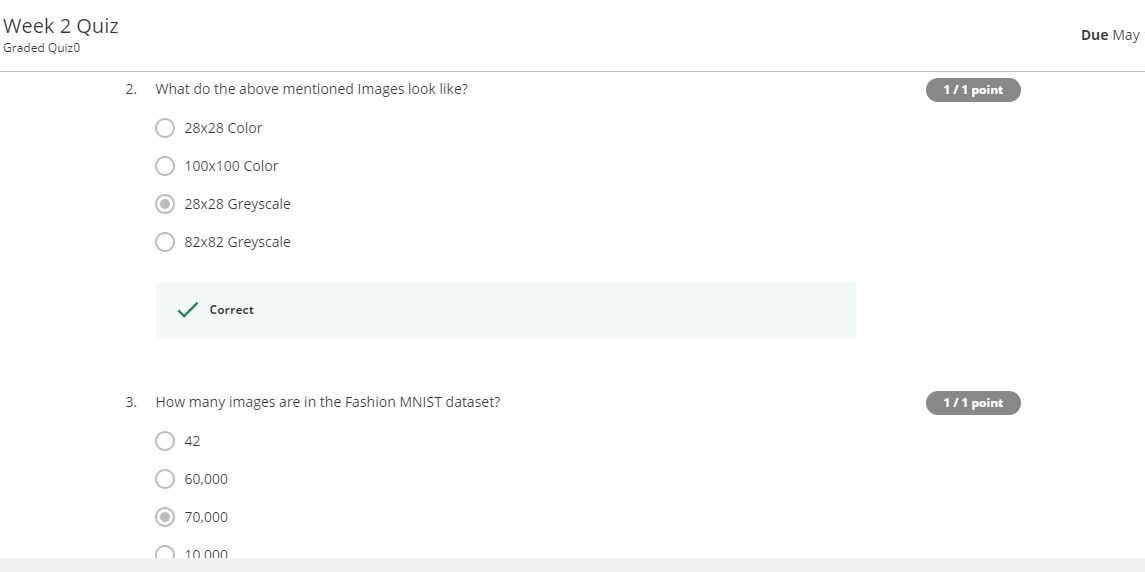 Week 2 Quiz
Graded Quiz0
Due May
2. What do the above mentioned Images look like? 1 / 1 point
28x28 Color
100x100 Color
28x28 Greyscale
82x82 Greyscale
Correct
3. How many images are in the Fashion MNIST dataset? 1 / 1 point
42
60,000
70,000
10,000